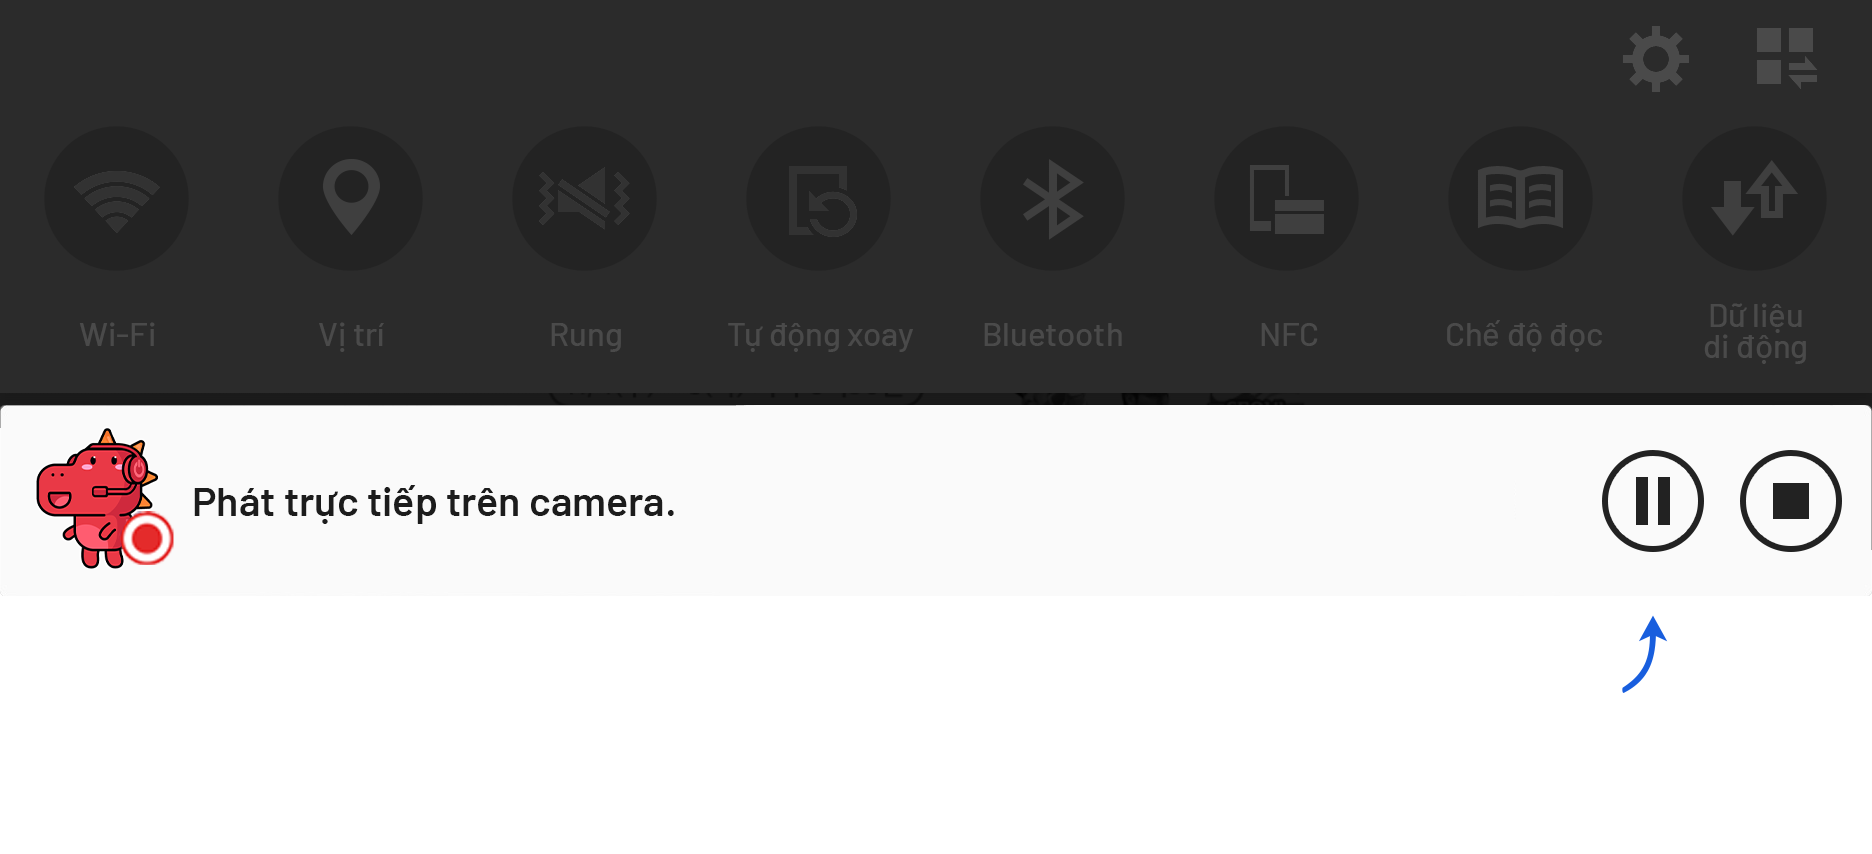 Wi-Fi
Vị trí
Rung
Tự động xoay
Bluetooth
NFC
Chế độ đọc
Dữ liệu
di động
Phát trực tiếp trên camera.